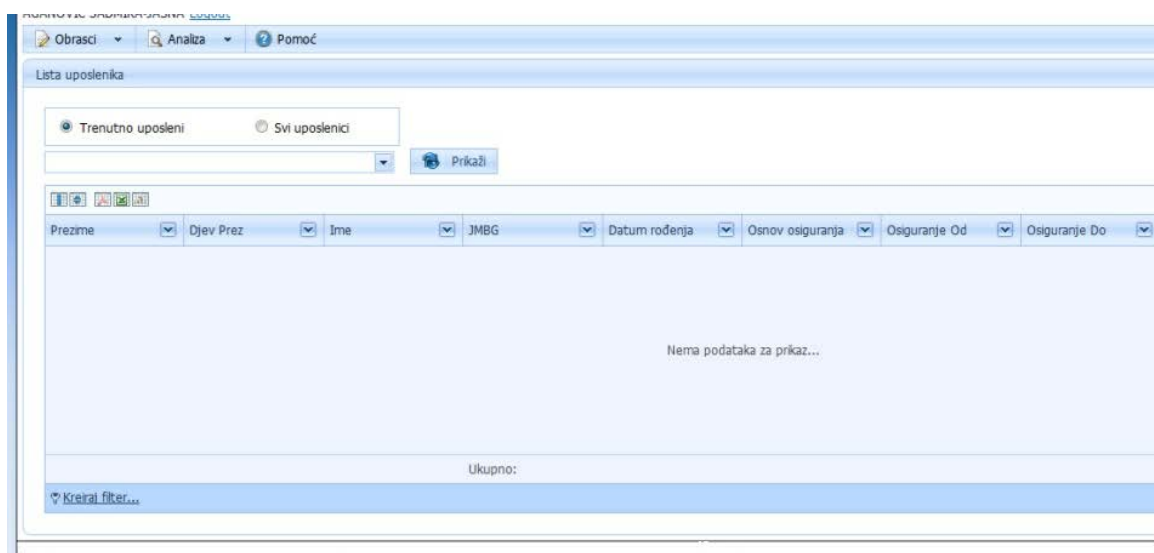 Logout
Obrasci Analiza Pomoć
Lista uposlenika
Trenutno uposleni Svi uposlenici
Prikaži
Prezime Djev Prez Ime JMBG Datum rođenja Osnov osiguranja Osiguranje Od Osiguranje Do
Nema podataka za prikaz...
Ukupno:
Kreiraj filter...